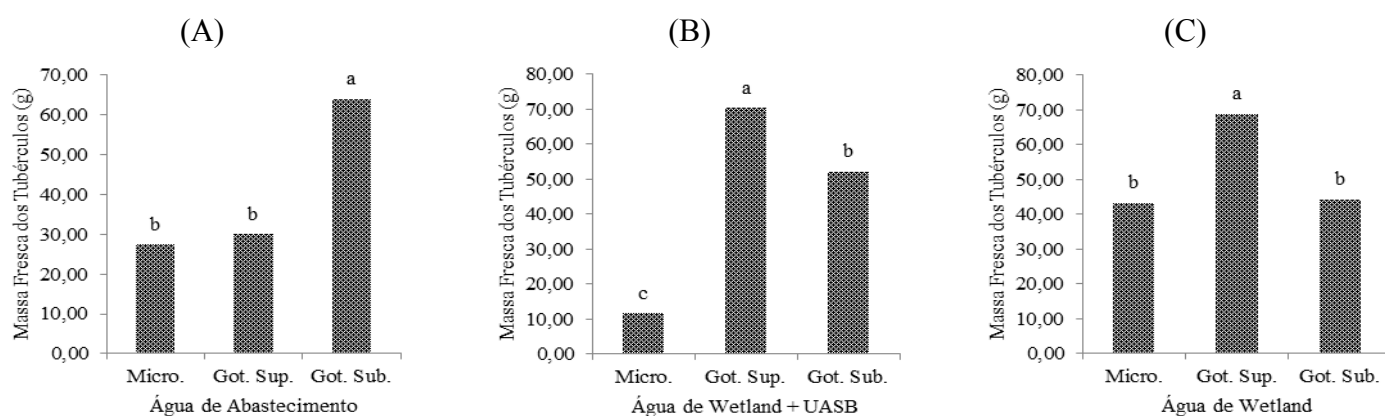 (A)
Massa Fresca dos Tubérculos (g)
70,00
60,00
50,00
40,00
30,00
20,00
10,00
0,00
b
b
a
Micro.
Got. Sup.
Got. Sub.
Água de Abastecimento
(B)
Massa Fresca dos Tubérculos (g)
80,00
70,00
60,00
50,00
40,00
30,00
20,00
10,00
0,00
c
a
b
Micro.
Got. Sup.
Got. Sub.
Água de Wetland + UASB
(C)
Massa Fresca dos Tubérculos (g)
80,00
70,00
60,00
50,00
40,00
30,00
20,00
10,00
0,00
b
a
b
Micro.
Got. Sup.
Got. Sub.
Água de Wetland